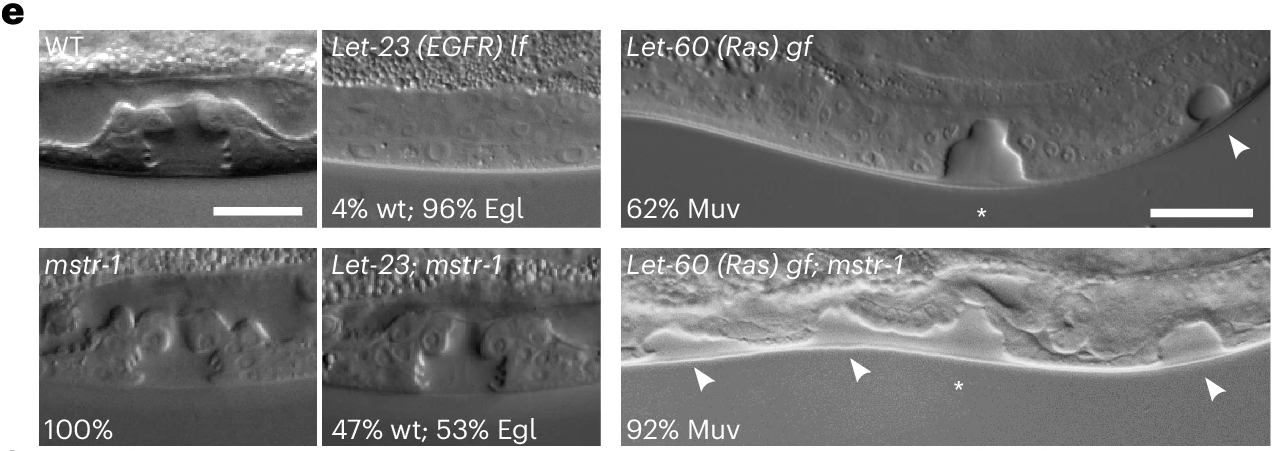 e
WT
Let-23 (EGFR) lf
4% wt; 96% Egl
Let-60 (Ras) gf
62% Muv
*
mstr-1
100%
Let-23; mstr-1
47% wt; 53% Egl
Let-60 (Ras) gf; mstr-1
92% Muv
*